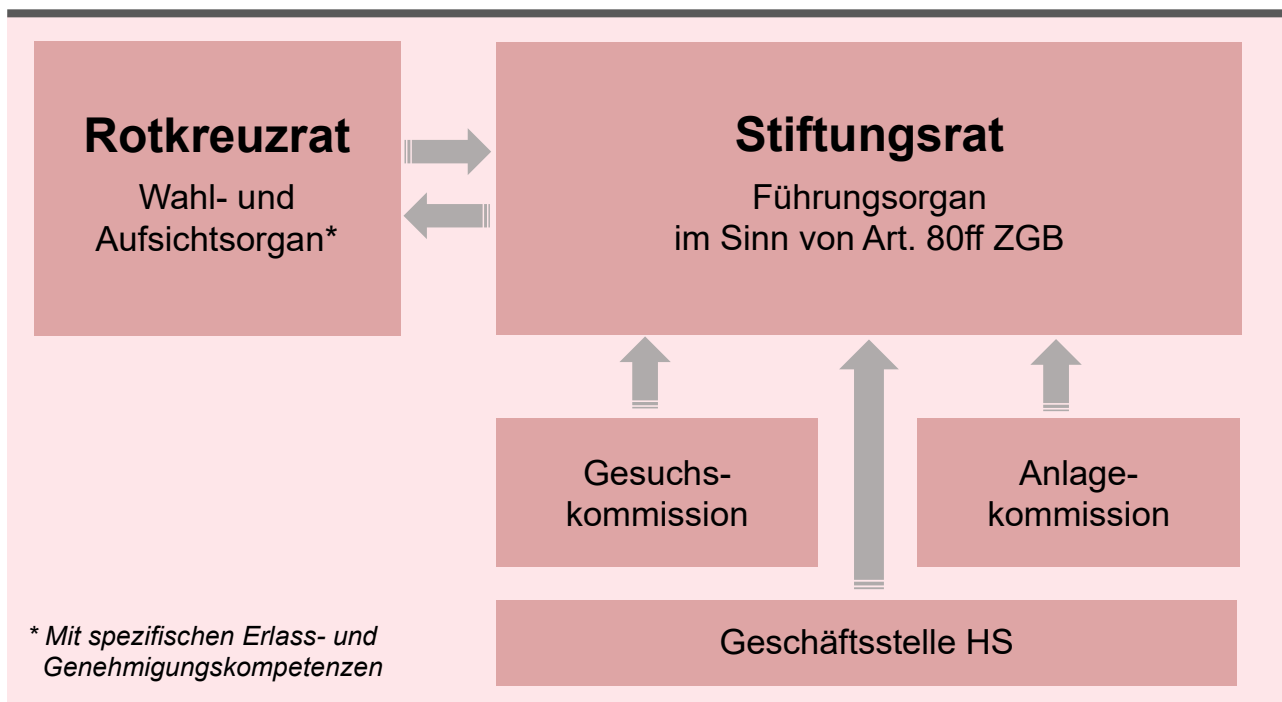 Rotkreuzrat
Wahl- und
Aufsichtsorgan*
Stiftungsrat
Führungsorgan
im Sinn von Art. 80ff ZGB
Gesuchs-
kommission
Anlage-
kommission
Geschäftsstelle HS
* Mit spezifischen Erlass- und
Genehmigungskompetenzen